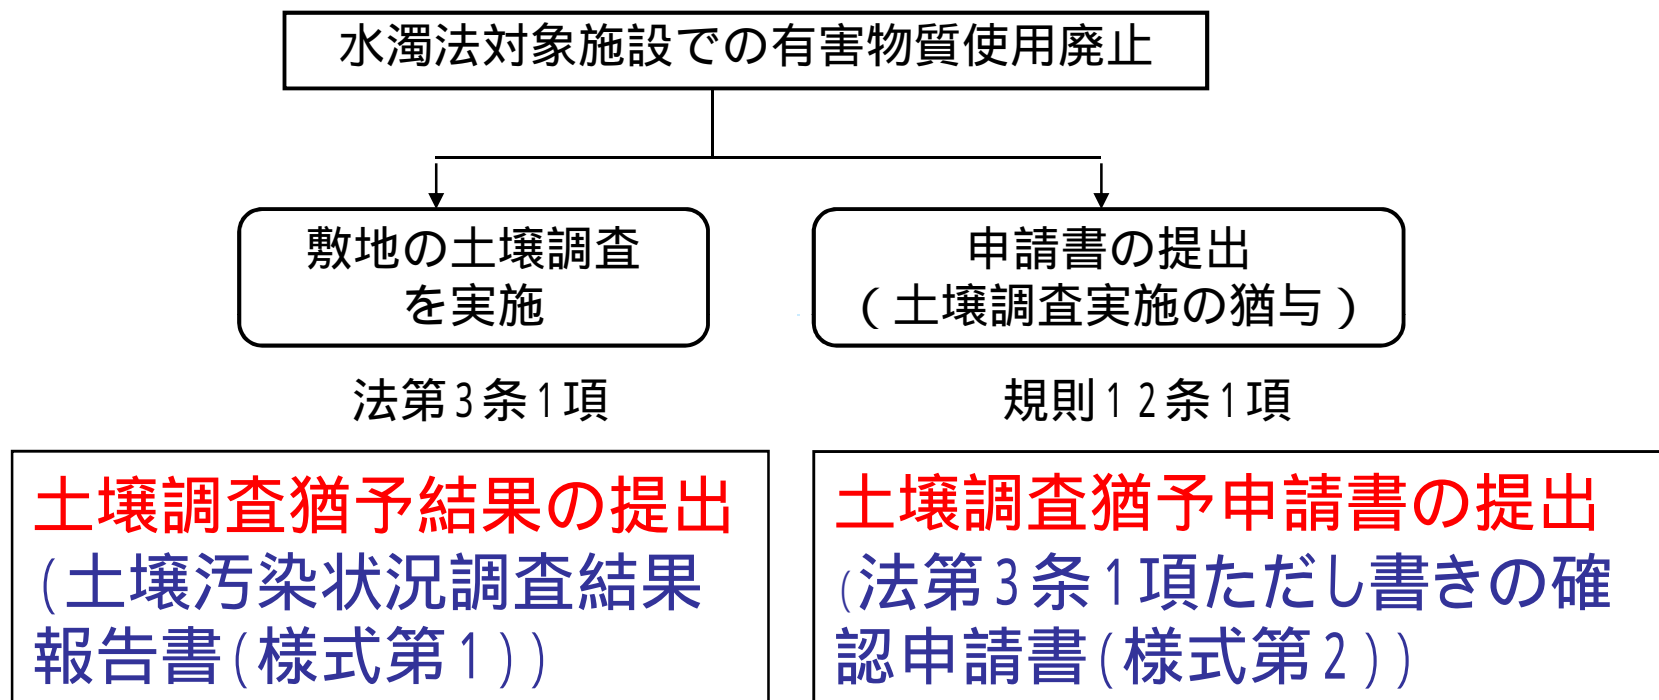 水濁法対象施設での有害物質使用廃止
敷地の土壌調査
を実施
申請書の提出
(土壌調査実施の猶与)
法第3条1項
規則12条1項
土壌調査猶予結果の提出
(土壌汚染状況調査結果
報告書(様式第1))
土壌調査猶予申請書の提出
(法第3条1項ただし書きの確
認申請書(様式第2))